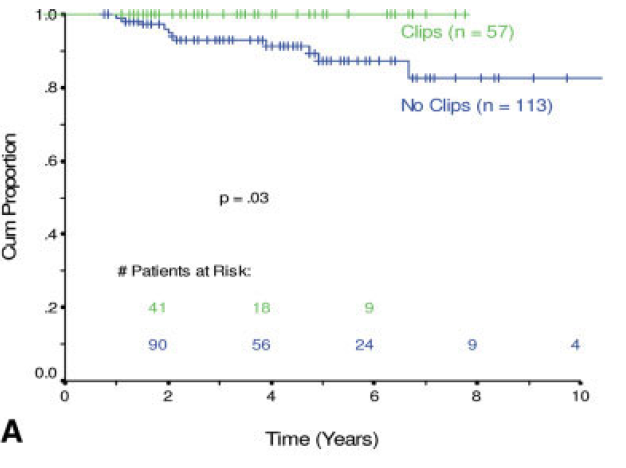 1.0
Clips (n = 57)
.8
No Clips (n = 113)
.6
Cum Proportion
p = .03
.4
# Patients at Risk:
.2
41 18 9
90 56 24 9 4
0.0
0 2 4 6 8 10
A
Time (Years)